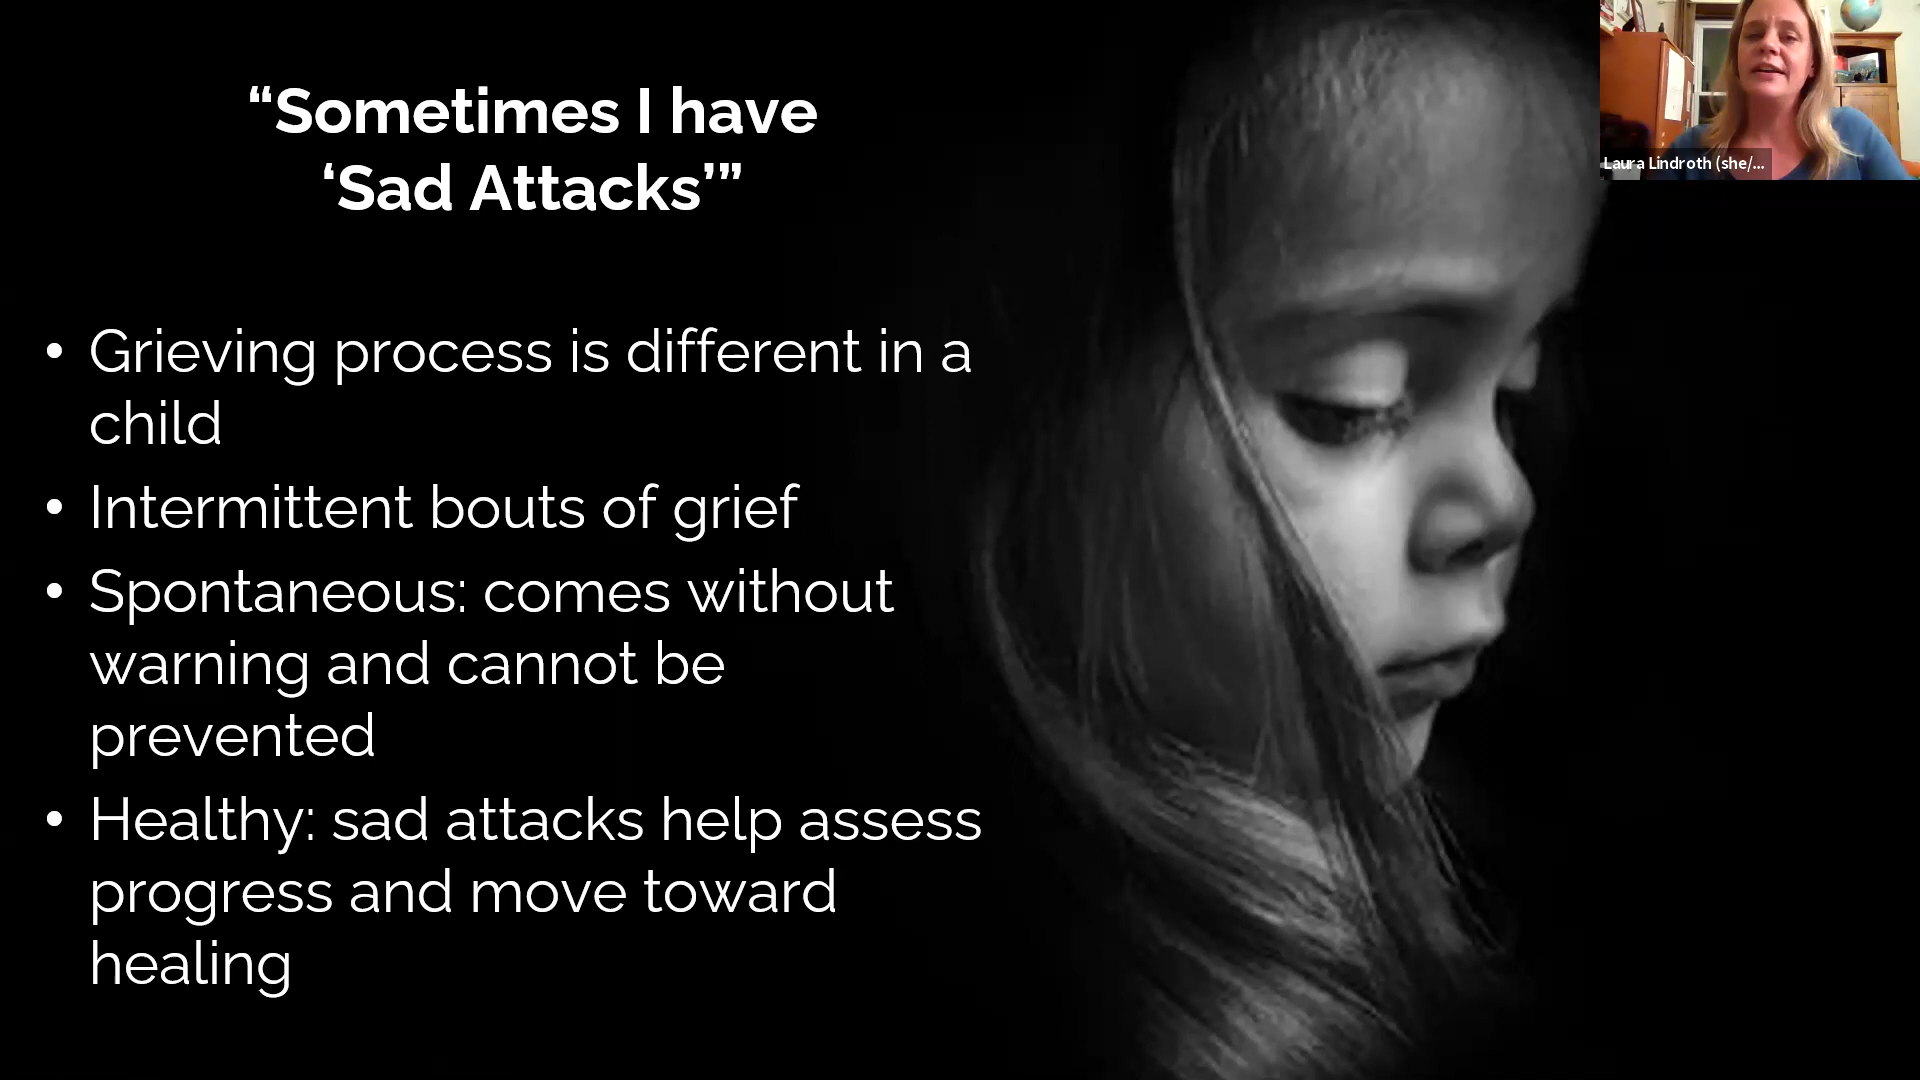 “Sometimes I have
‘Sad Attacks’”
• Grieving process is different in a
child
• Intermittent bouts of grief
• Spontaneous: comes without
warning and cannot be
prevented
• Healthy: sad attacks help assess
progress and move toward
healing
Laura Lindroth (she/...